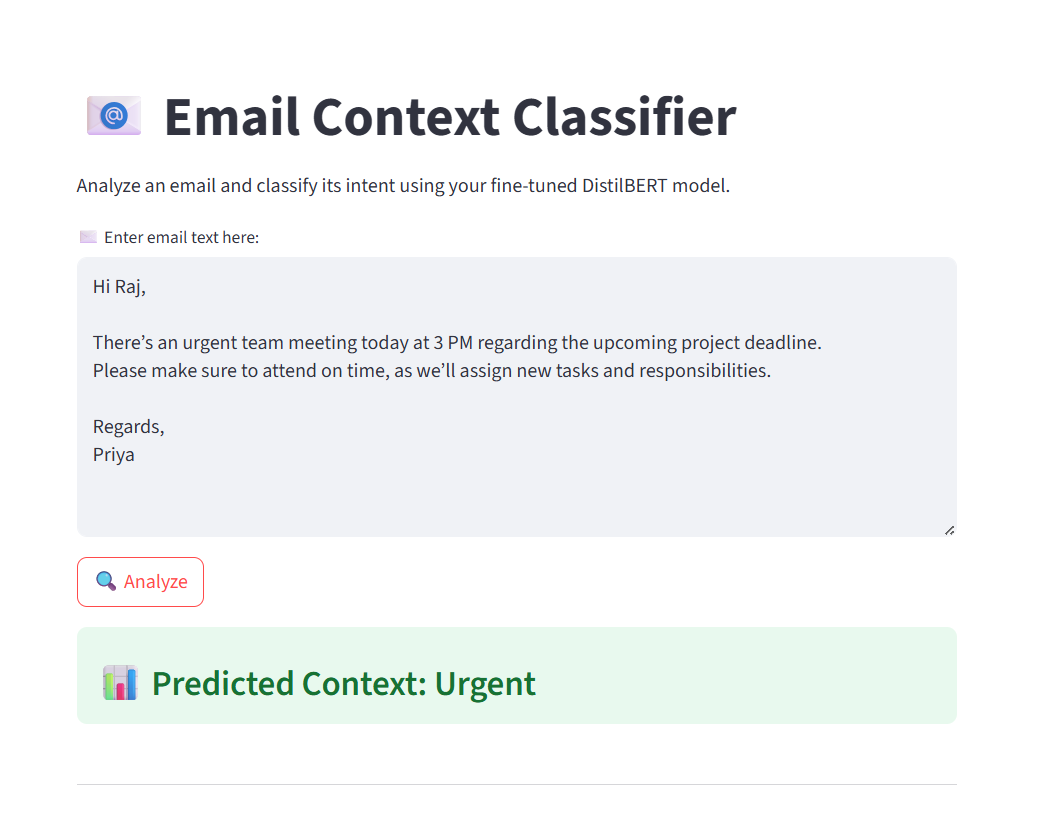 Email Context Classifier
Analyze an email and classify its intent using your fine-tuned DistilBERT model.
Enter email text here:
Hi Raj,
There’s an urgent team meeting today at 3 PM regarding the upcoming project deadline.
Please make sure to attend on time, as we’ll assign new tasks and responsibilities.
Regards,
Priya
Analyze
Predicted Context: Urgent